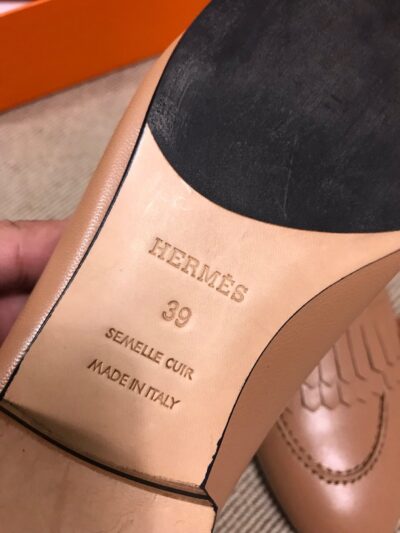 HERMÈS
39
SEMELLE CUIR
MADE IN ITALY